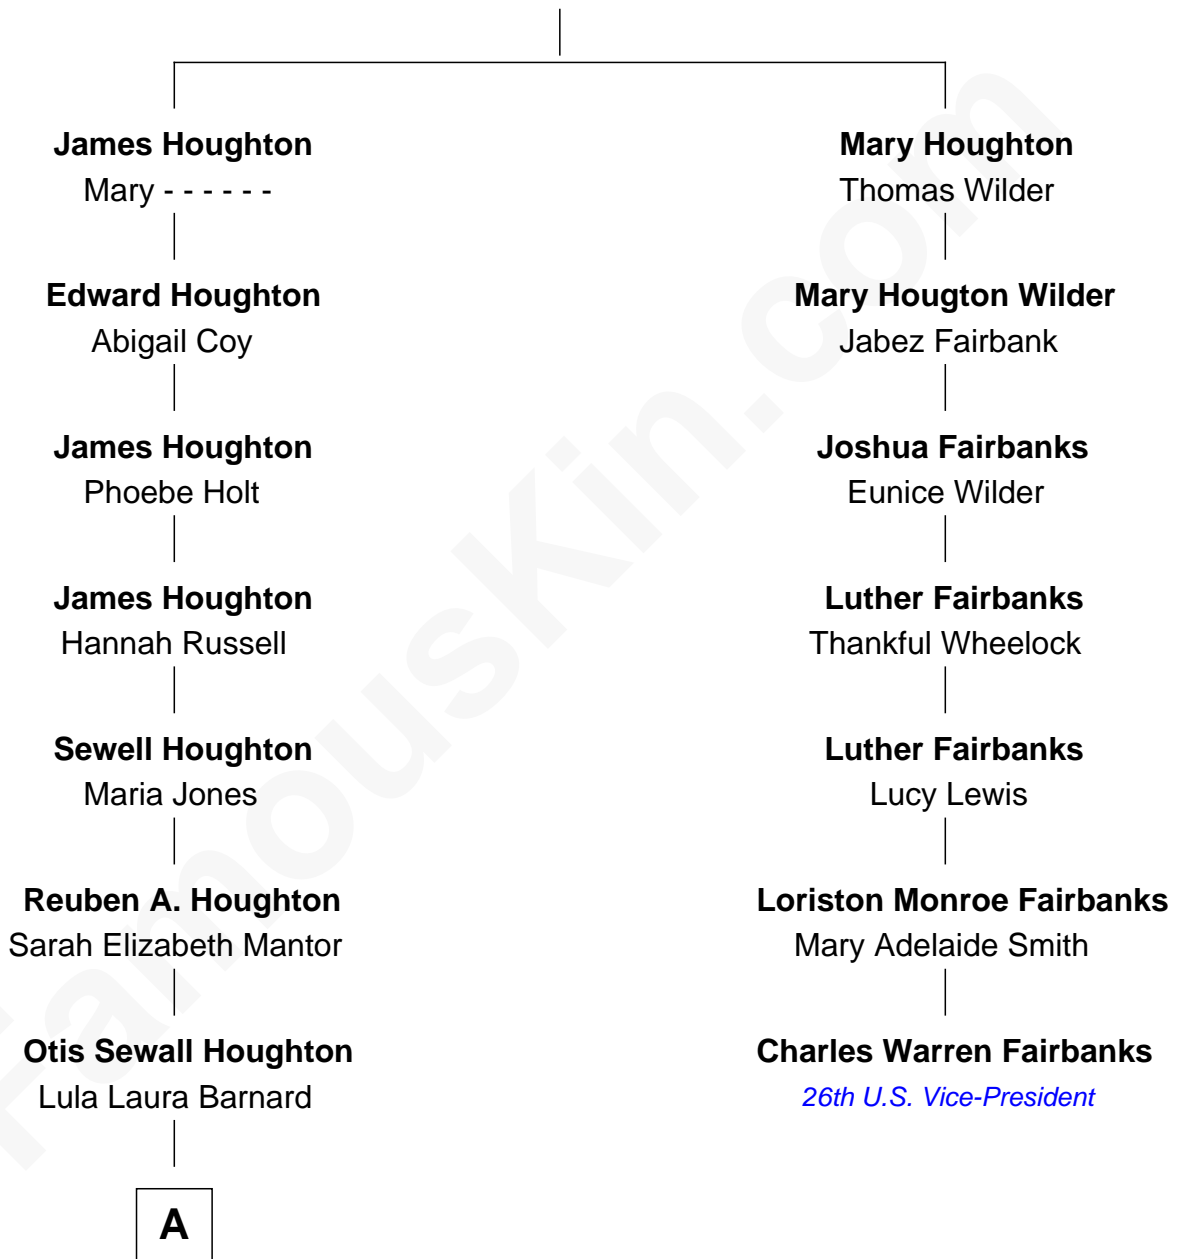 James Houghton
Mary - - - - - -
Mary Houghton
Thomas Wilder
Edward Houghton
Abigail Coy
Mary Hougton Wilder
Jabez Fairbank
James Houghton
Phoebe Holt
Joshua Fairbanks
Eunice Wilder
James Houghton
Hannah Russell
Luther Fairbanks
Thankful Wheelock
Sewell Houghton
Maria Jones
Luther Fairbanks
Lucy Lewis
Reuben A. Houghton
Sarah Elizabeth Mantor
Loriston Monroe Fairbanks
Mary Adelaide Smith
Otis Sewall Houghton
Lula Laura Barnard
Charles Warren Fairbanks
26th U.S. Vice-President
A
FamousKin.com